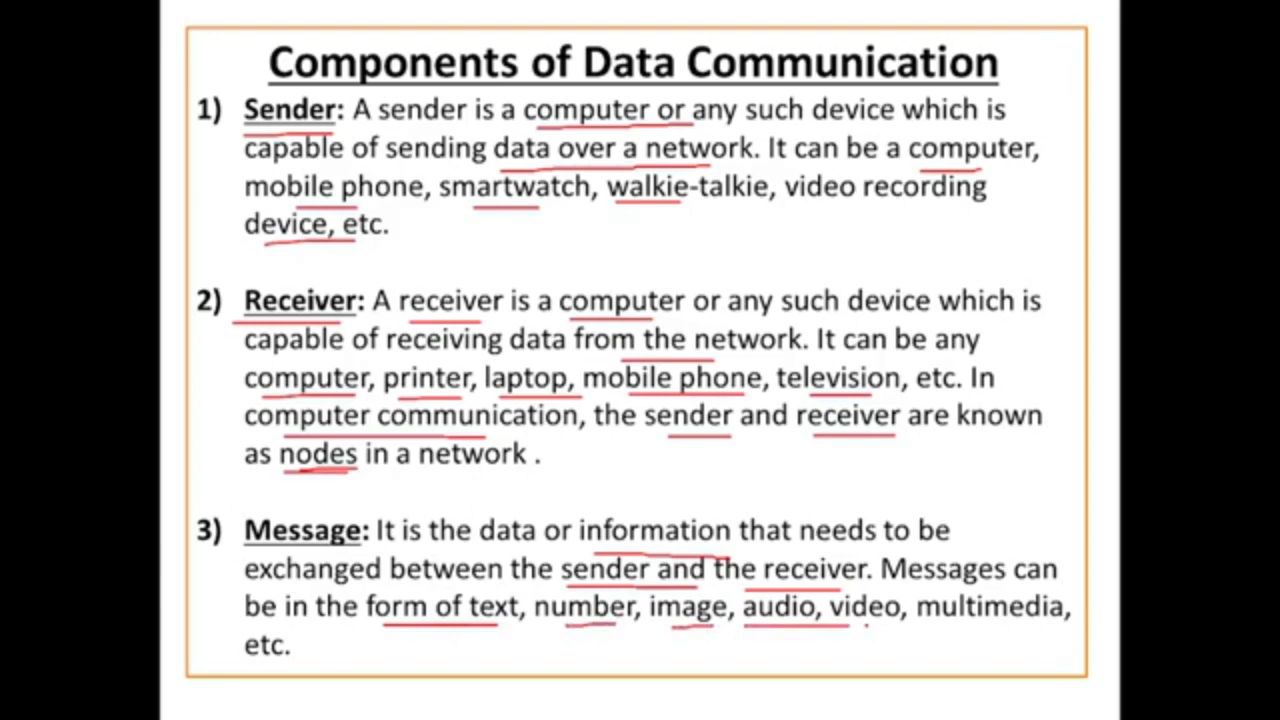 Components of Data Communication
1) Sender: A sender is a computer or any such device which is
capable of sending data over a network. It can be a computer,
mobile phone, smartwatch, walkie-talkie, video recording
device, etc.
2) Receiver: A receiver is a computer or any such device which is
capable of receiving data from the network. It can be any
computer, printer, laptop, mobile phone, television, etc. In
computer communication, the sender and receiver are known
as nodes in a network .
3) Message: It is the data or information that needs to be
exchanged between the sender and the receiver. Messages can
be in the form of text, number, image, audio, video, multimedia,
etc.